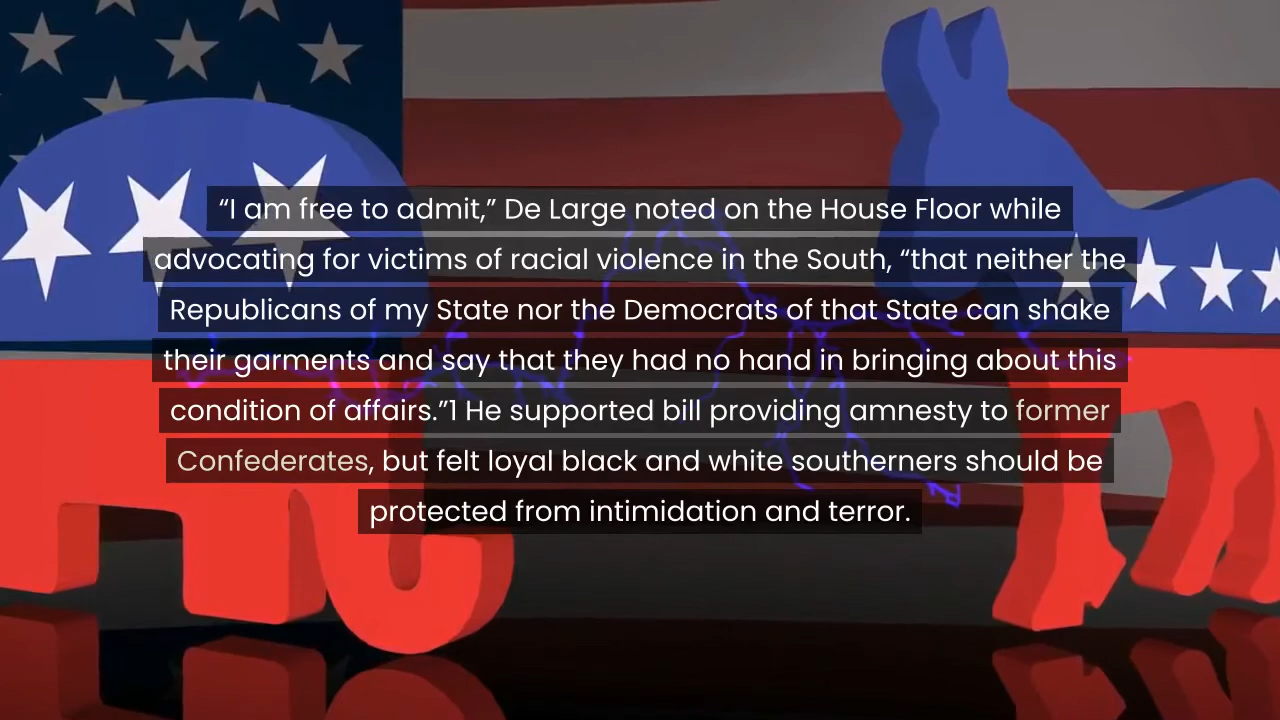 “I am free to admit,” De Large noted on the House Floor while
advocating for victims of racial violence in the South, “that neither the
Republicans of my State nor the Democrats of that State can shake
their garments and say that they had no hand in bringing about this
condition of affairs.”1 He supported bill providing amnesty to former
Confederates, but felt loyal black and white southerners should be
protected from intimidation and terror.